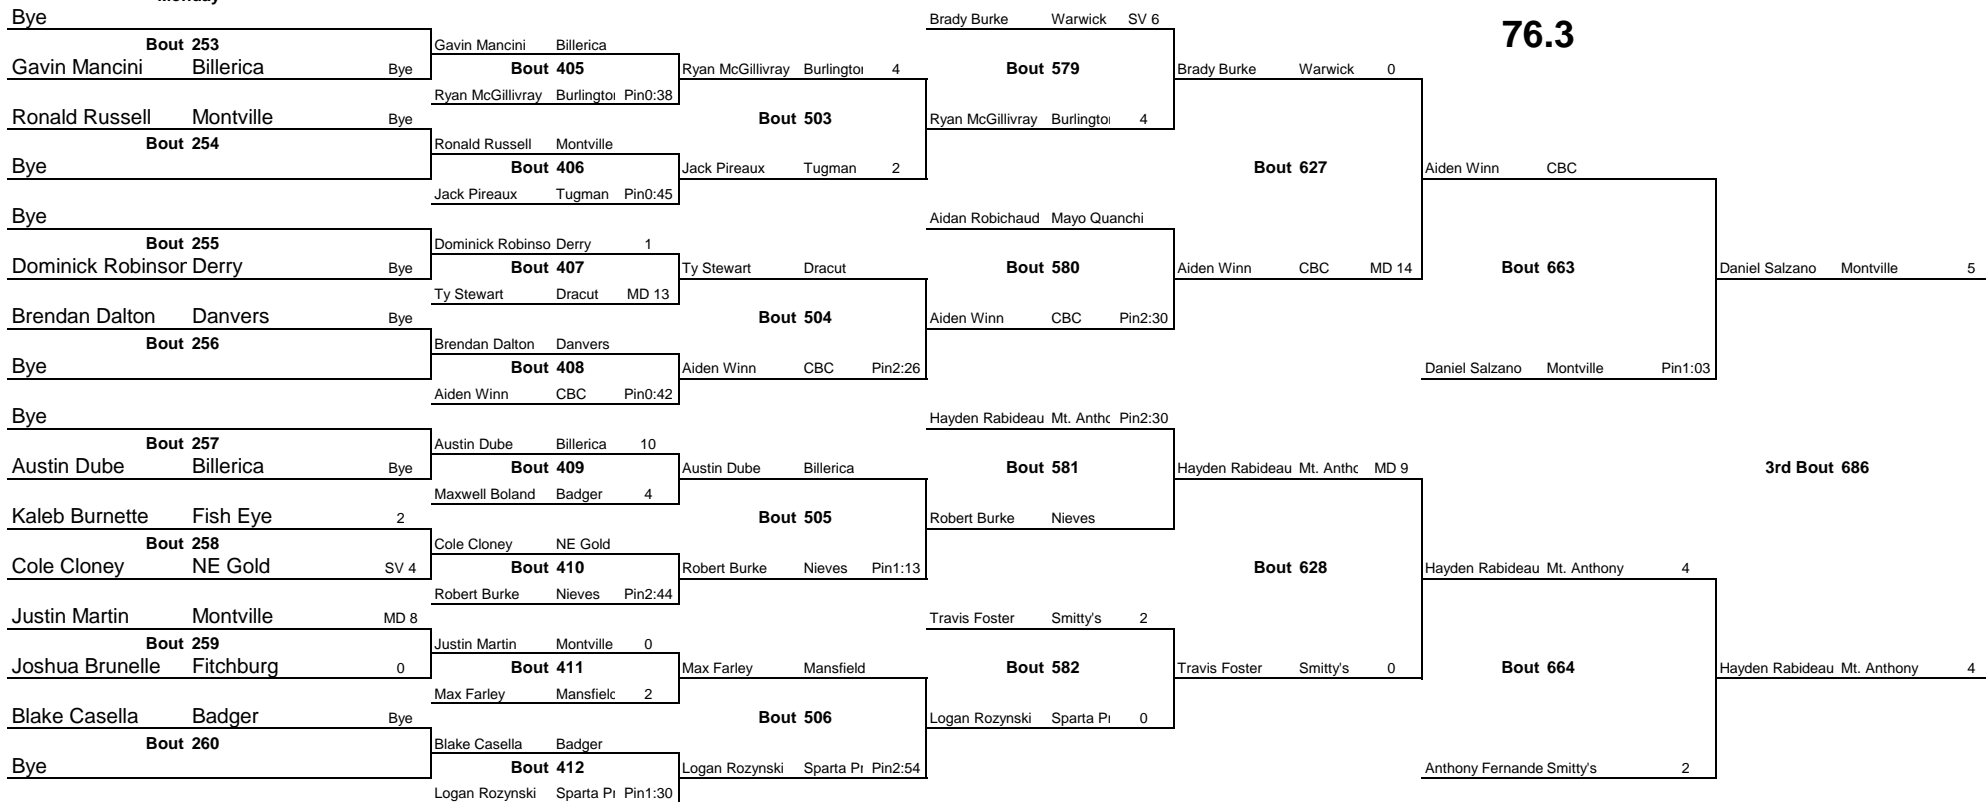 Bye
Bout 253
Gavin Mancini Billerica Bye
Ronald Russell Montville Bye
Bout 254
Bye
Bye
Bout 255
Dominick Robinsor Derry Bye
Brendan Dalton Danvers Bye
Bout 256
Bye
Bye
Bout 257
Austin Dube Billerica Bye
Kaleb Burnette Fish Eye 2
Bout 258
Cole Cloney NE Gold SV 4
Justin Martin Montville MD 8
Bout 259
Joshua Brunelle Fitchburg 0
Blake Casella Badger Bye
Bout 260
Bye
Gavin Mancini Billerica
Bout 405
Ryan McGillivray Burlingto Pin0:38
Ronald Russell Montville
Bout 406
Jack Pireaux Tugman Pin0:45
Dominick Robinso Derry 1
Bout 407
Ty Stewart Dracut MD 13
Brendan Dalton Danvers
Bout 408
Aiden Winn CBC Pin0:42
Austin Dube Billerica 10
Bout 409
Maxwell Boland Badger 4
Cole Cloney NE Gold
Bout 410
Robert Burke Nieves Pin2:44
Justin Martin Montville 0
Bout 411
Max Farley Mansfielc 2
Blake Casella Badger
Bout 412
Logan Rozynski Sparta Pr Pin1:30
Ryan McGillivray Burlingtor 4
Bout 503
Jack Pireaux Tugman 2
Ty Stewart Dracut
Bout 504
Aiden Winn CBC Pin2:26
Austin Dube Billerica
Bout 505
Robert Burke Nieves Pin1:13
Max Farley Mansfield
Bout 506
Logan Rozynski Sparta Pr Pin2:54
Brady Burke Warwick SV 6
Bout 579
Ryan McGillivray Burlingtor 4
Aidan Robichaud Mayo Quanchi
Bout 580
Aiden Winn CBC Pin2:30
Hayden Rabideau Mt. Anthc Pin2:30
Bout 581
Robert Burke Nieves
Travis Foster Smitty's 2
Bout 582
Logan Rozynski Sparta Pr 0
Brady Burke Warwick 0
Bout 627
Aiden Winn CBC MD 14
Hayden Rabideau Mt. Anthc MD 9
Bout 628
Travis Foster Smitty's 0
76.3
Aiden Winn CBC
Bout 663
Daniel Salzano Montville Pin1:03
Hayden Rabideau Mt. Anthony 4
Bout 664
Anthony Fernande Smitty's 2
Daniel Salzano Montville 5
3rd Bout 686
Hayden Rabideau Mt. Anthony 4